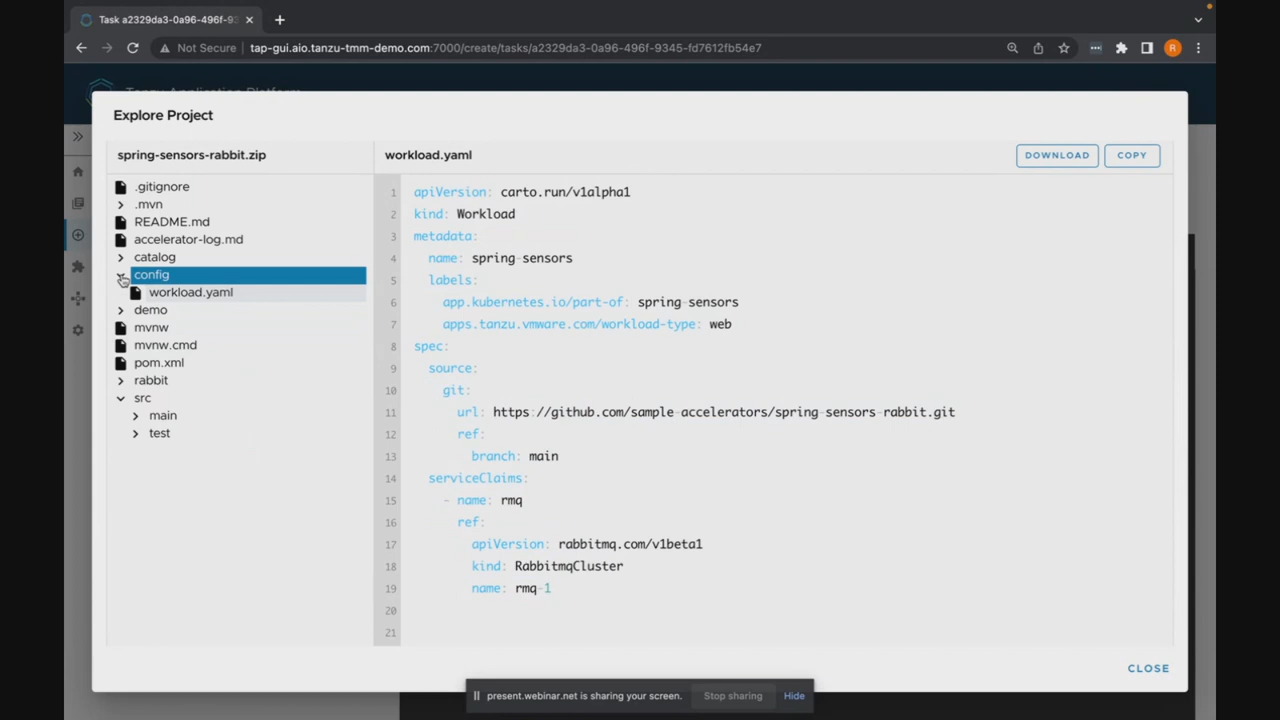 Task a2329da3-0a96-496f-93
Not Secure
tap-gui.aio.tanzu-tmm-demo.com:7000/create/tasks/a2329da3-0a96-496f-9345-fd7612fb54e7
R
Tanzu Application Platform
Explore Project
spring-sensors-rabbit.zip
.gitignore
.mvn
README.md
accelerator-log.md
catalog
config
workload.yaml
demo
mvnw
mvnw.cmd
pom.xml
rabbit
src
main
test
workload.yaml
DOWNLOAD
COPY
1 apiVersion: carto.run/v1alpha1
2 kind: Workload
3 metadata:
4 name: spring-sensors
5 labels:
6 app.kubernetes.io/part-of: spring-sensors
7 apps.tanzu.vmware.com/workload-type: web
8 spec:
9 source:
10 git:
11 url: https://github.com/sample-accelerators/spring-sensors-rabbit.git
12 ref:
13 branch: main
14 serviceClaims:
15 - name: rmq
16 ref:
17 apiVersion: rabbitmq.com/v1beta1
18 kind: RabbitmqCluster
19 name: rmq-1
20
21
CLOSE
present.webinar.net is sharing your screen.
Stop sharing
Hide